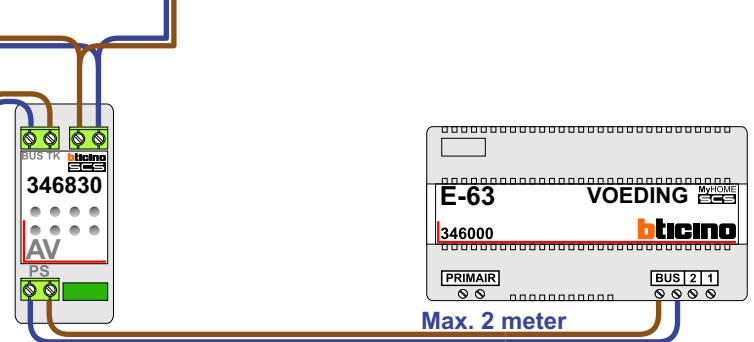 BUS TK bticino
SCS
346830
AV
PS
E-63 VOEDING MyHOME
SCS
346000 bticino
PRIMAIR BUS 2 1
Max. 2 meter